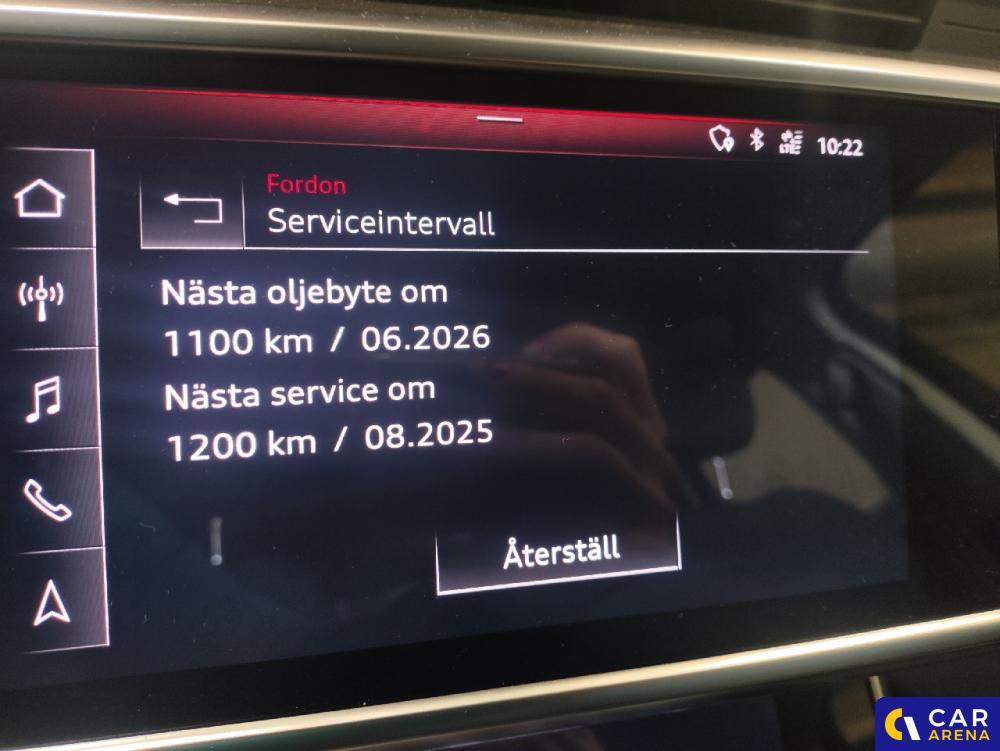 LTE 10:22
Fordon
Serviceintervall
Nästa oljebyte om
1100 km / 06.2026
Nästa service om
1200 km / 08.2025
Återställ
CAR
ARENA